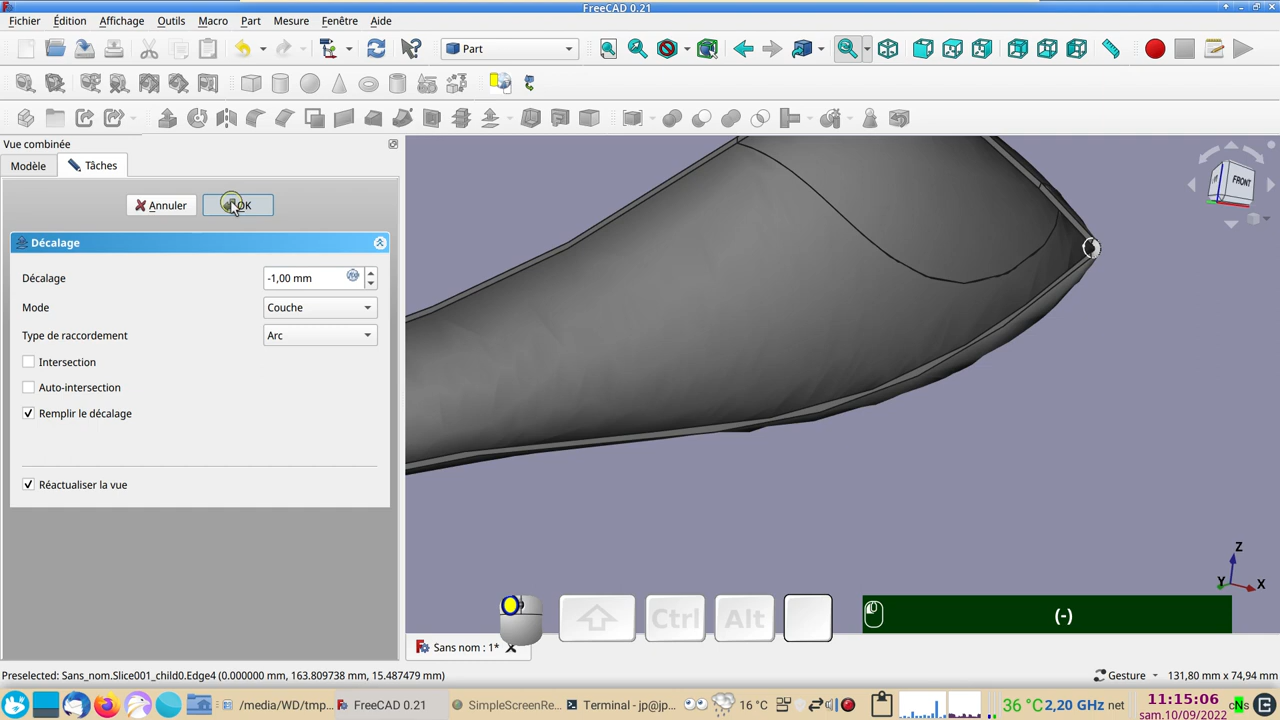 FreeCAD 0.21
Fichier Édition Affichage Outils Macro Part Mesure Fenêtre Aide
Part
Vue combinée
Modèle Tâches
Annuler OK
Décalage
Décalage -1,00 mm
Mode Couche
Type de raccordement Arc
Intersection
Auto-intersection
Remplir le décalage
Réactualiser la vue
FRONT
Z
Y X
Ctrl Alt
(-)
Sans nom : 1*
Preselected: Sans_nom.Slice001_child0.Edge4 (0.000000 mm, 163.809738 mm, 15.487479 mm) Gesture 131,80 mm x 74,94 mm
/media/WD/tmp... FreeCAD 0.21 SimpleScreenRe... Terminal - jp@jp... 16 °C 36 °C 2,20 GHz net 11:15:06
sam.10/09/2022
cNs